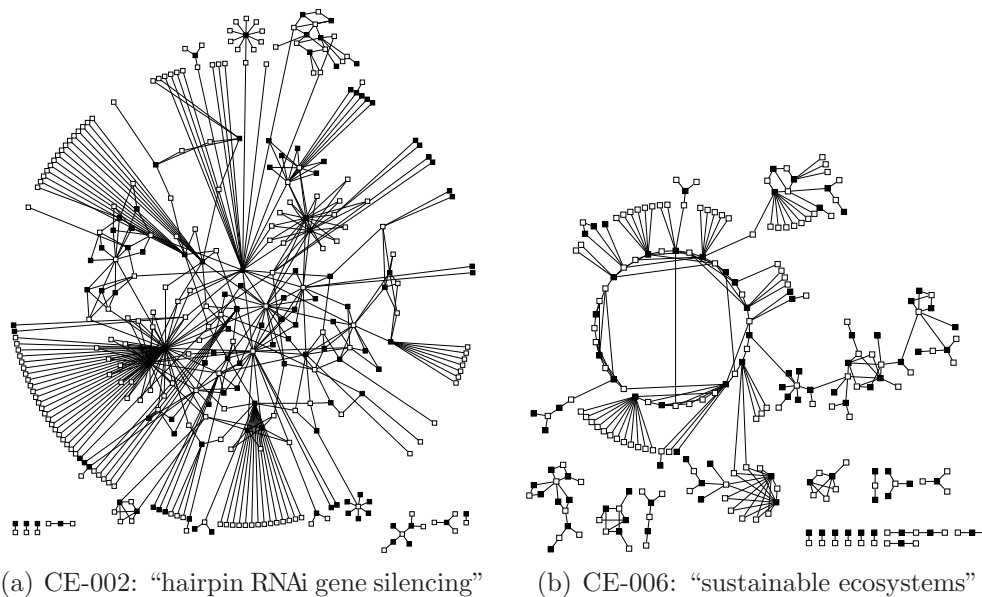 (a) CE-002: “hairpin RNAi gene silencing”
(b) CE-006: “sustainable ecosystems”